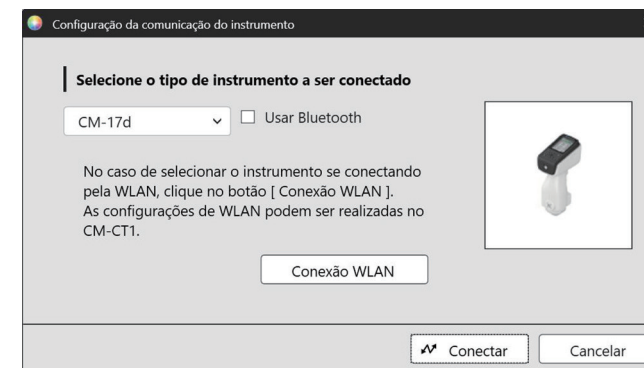 Configuração da comunicação do instrumento
Selecione o tipo de instrumento a ser conectado
CM-17d
Usar Bluetooth
No caso de selecionar o instrumento se conectando
pela WLAN, clique no botão [ Conexão WLAN ].
As configurações de WLAN podem ser realizadas no
CM-CT1.
Conexão WLAN
Conectar
Cancelar